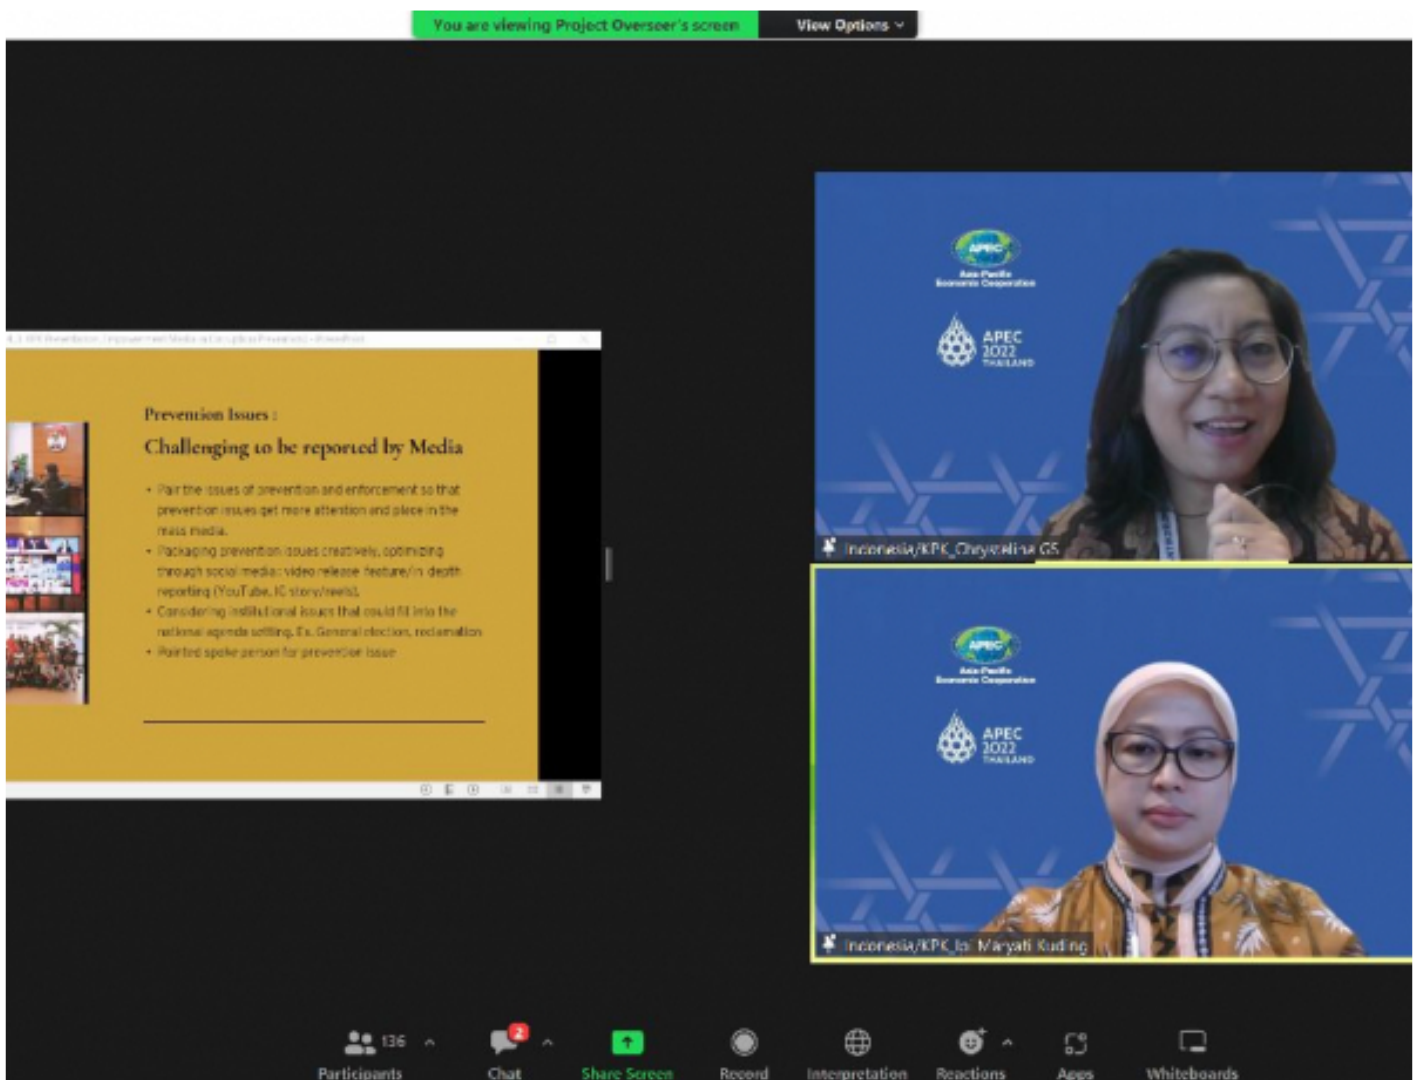 You are viewing Project Overseer's screen
View Options
Prevention Issues :
Challenging to be reported by Media
• Pair the issues of prevention and enforcement so that
prevention issues get more attention and place in the
mass media.
• Packaging prevention issues creatively, optimizing
through social media: video release feature/in depth
reporting (YouTube, IG story/reels).
• Considering institutional issues that could fill into the
national agenda setting. Ex. General election, reclamation
• Pointed spoke person for prevention issue
APEC
Asia-Pacific
Economic Cooperation
APEC
2022
THAILAND
Indonesia/KPK_Chrystelina GS
APEC
Asia-Pacific
Economic Cooperation
APEC
2022
THAILAND
Indonesia/KPK_Ipi Maryati Kuding
136
2
Participants
Chat
Share Screen
Record
Interpretation
Reactions
Apps
Whiteboards